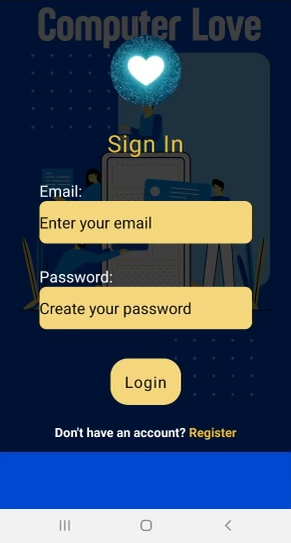 Computer Love
Sign In
Email:
Enter your email
Password:
Create your password
Login
Don't have an account? Register